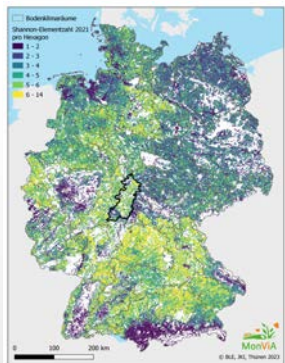 Bodenklimaräume
Shannon-Elementzahl 2021
pro Hexagon
1 - 2
2 - 3
3 - 4
4 - 5
5 - 6
6 - 14
MonViA
0 100 200 km
© BLE, JKI, Thünen 2023